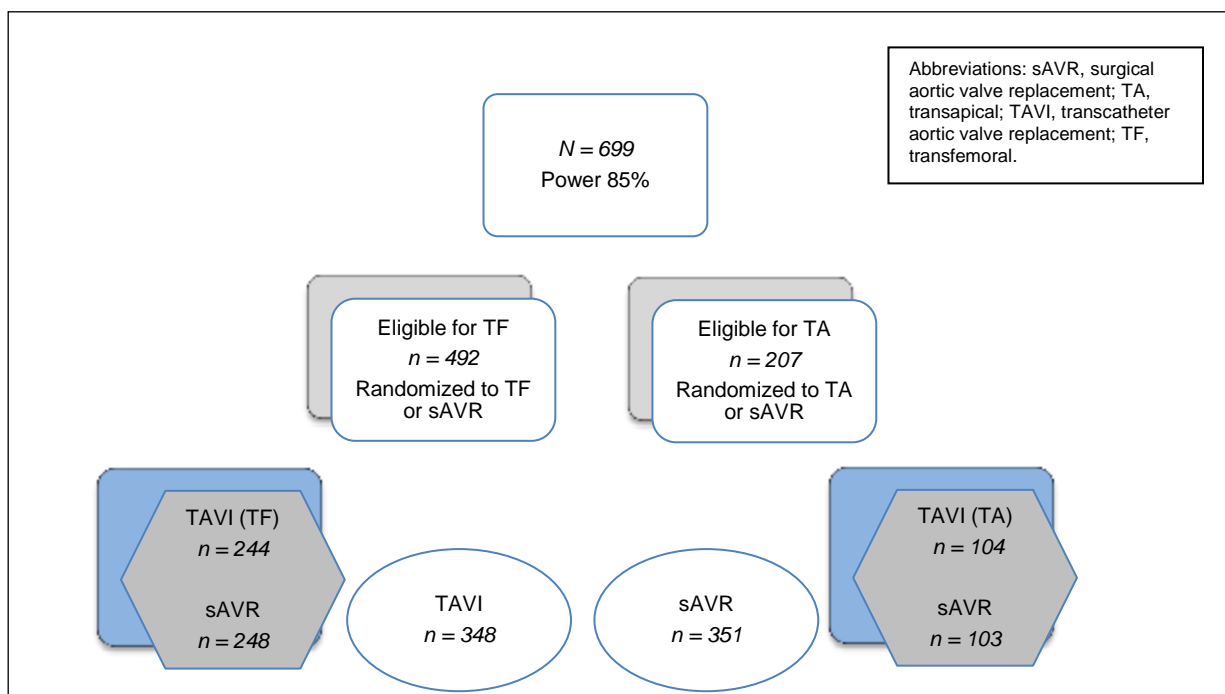 Abbreviations: sAVR, surgical
aortic valve replacement; TA,
transapical; TAVI, transcatheter
aortic valve replacement; TF,
transfemoral.
N = 699
Power 85%
Eligible for TF
n = 492
Randomized to TF
or sAVR
Eligible for TA
n = 207
Randomized to TA
or sAVR
TAVI (TF)
n = 244
sAVR
n = 248
TAVI
n = 348
sAVR
n = 351
TAVI (TA)
n = 104
sAVR
n = 103